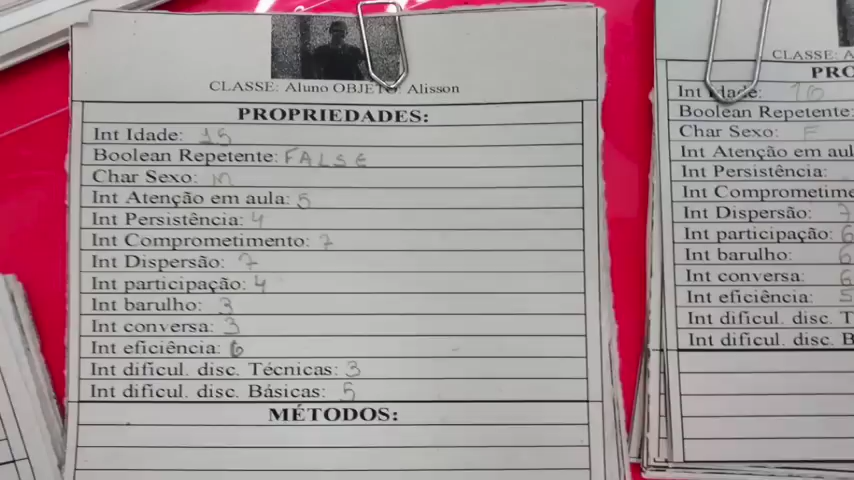 CLASSE: Aluno OBJETO: Alisson
PROPRIEDADES:
Int Idade: 15
Boolean Repetente: FALSE
Char Sexo: M
Int Atenção em aula: 5
Int Persistência: 4
Int Comprometimento: 7
Int Dispersão: 7
Int participação: 4
Int barulho: 3
Int conversa: 3
Int eficiência: 6
Int dificul. disc. Técnicas: 3
Int dificul. disc. Básicas: 5
MÉTODOS:
CLASSE: A
PRO
Int Idade: 16
Boolean Repetente:
Char Sexo: F
Int Atenção em aul
Int Persistência:
Int Comprometime
Int Dispersão: 7
Int participação: 6
Int barulho: 6
Int conversa: 6
Int eficiência: 5
Int dificul. disc. T
Int dificul. disc. B